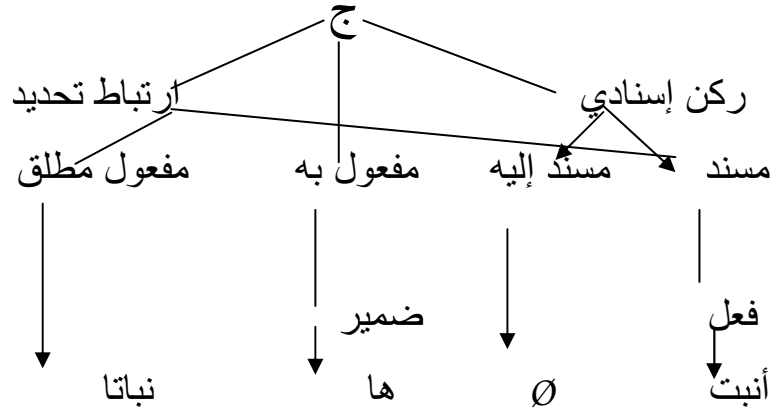 ج
ركن إسنادي ارتباط تحديد
مسند مسند إليه مفعول به مفعول مطلق
فعل ضمير
أنبت Ø ها نباتا